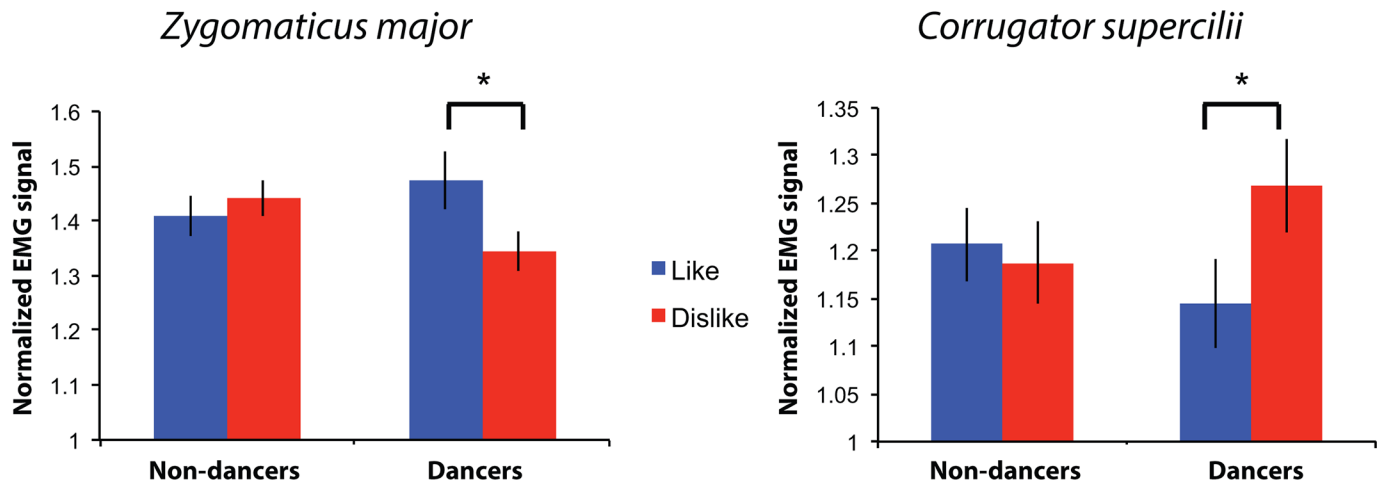 Zygomaticus major
*
Normalized EMG signal
1.6
1.5
1.4
1.3
1.2
1.1
1
Non-dancers
Dancers
Like
Dislike
Corrugator supercilii
*
Normalized EMG signal
1.35
1.3
1.25
1.2
1.15
1.1
1.05
1
Non-dancers
Dancers